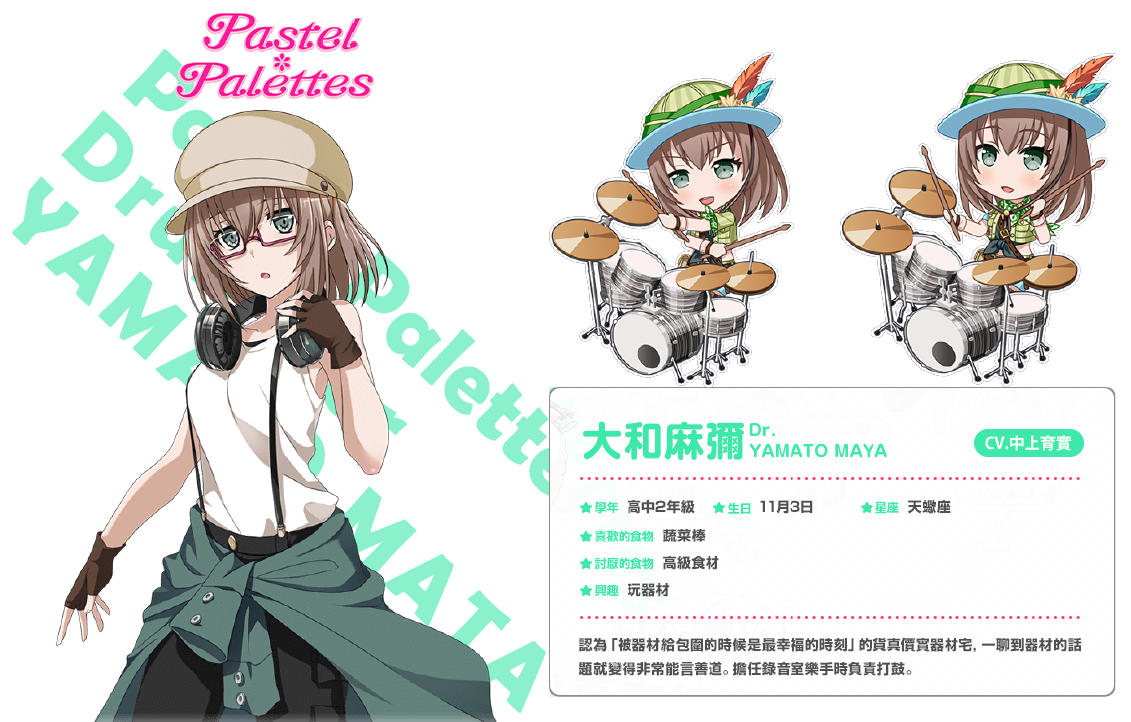 Pastel
Palettes
Pa Palette
Dru
YAMA MATA
大和麻彌
Dr.
YAMATO MAYA
CV.中上育實
學年 高中2年級 生日 11月3日 星座 天蠍座
喜歡的食物 蔬菜棒
討厭的食物 高級食材
興趣 玩器材
認為「被器材給包圍的時候是最幸福的時刻」的貨真價實器材宅，一聊到器材的話
題就變得非常能言善道。擔任錄音室樂手時負責打鼓。